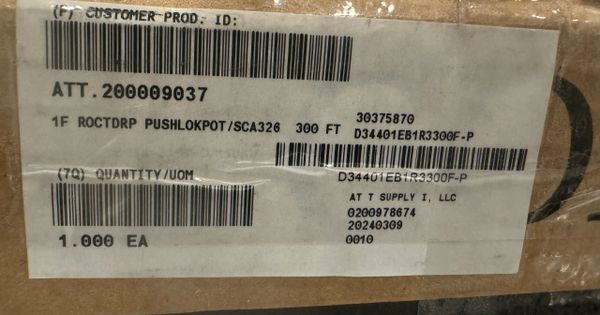 (P) CUSTOMER PROD. ID:
ATT.200009037
30375870
1F ROCTDRP PUSHLOKPOT/SCA326 300 FT D34401EB1R3300F-P
(7Q) QUANTITY/UOM
D34401EB1R3300F-P
AT T SUPPLY I, LLC
0200978674
20240309
1.000 EA
0010